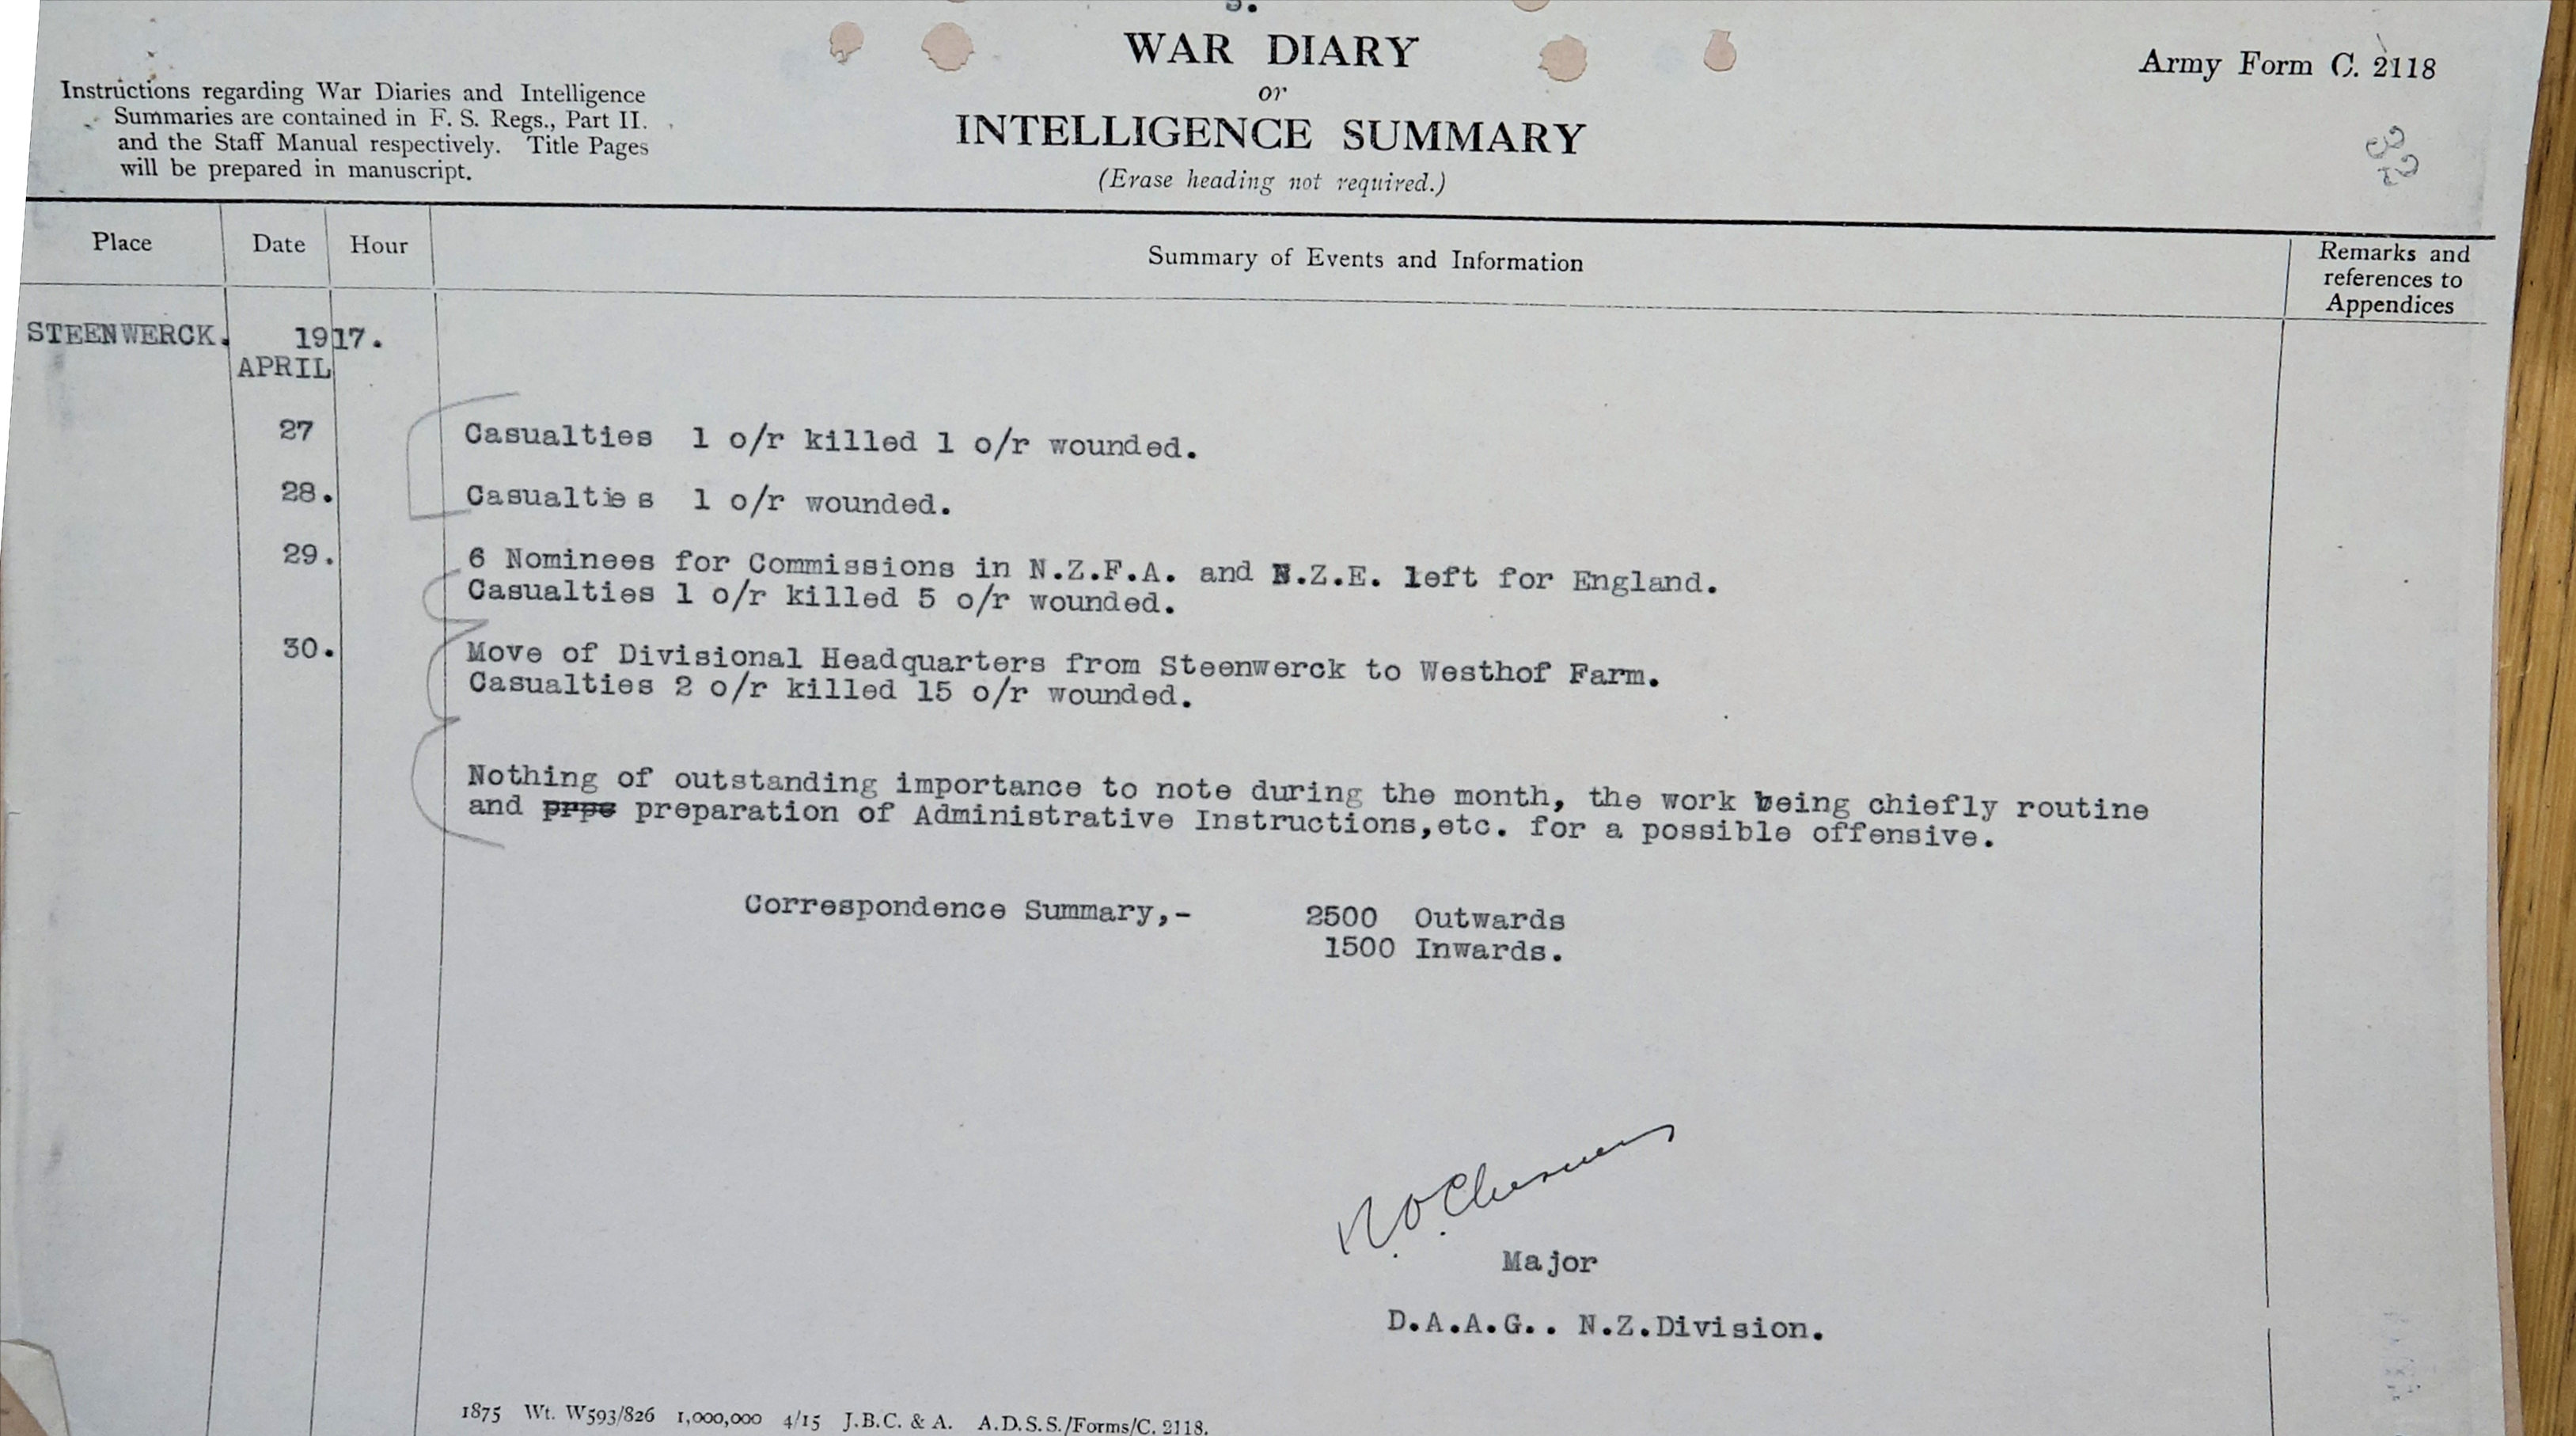 3.
WAR DIARY
or
INTELLIGENCE SUMMARY
(Erase heading not required.)
Army Form C. 2118
Instructions regarding War Diaries and Intelligence
Summaries are contained in F. S. Regs., Part II.
and the Staff Manual respectively. Title Pages
will be prepared in manuscript.
Place Date Hour Summary of Events and Information Remarks and references to Appendices
STEENWERCK. 1917.
APRIL
27 Casualties 1 o/r killed 1 o/r wounded.
28. Casualties 1 o/r wounded.
29. 6 Nominees for Commissions in N.Z.F.A. and N.Z.E. left for England.
Casualties 1 o/r killed 5 o/r wounded.
30. Move of Divisional Headquarters from Steenwerck to Westhof Farm.
Casualties 2 o/r killed 15 o/r wounded.
Nothing of outstanding importance to note during the month, the work being chiefly routine
and prpe preparation of Administrative Instructions,etc. for a possible offensive.
Correspondence Summary,- 2500 Outwards
1500 Inwards.
Major
D.A.A.G.. N.Z.Division.
1875 Wt. W593/826 1,000,000 4/15 J.B.C. & A. A.D.S.S./Forms/C. 2118.